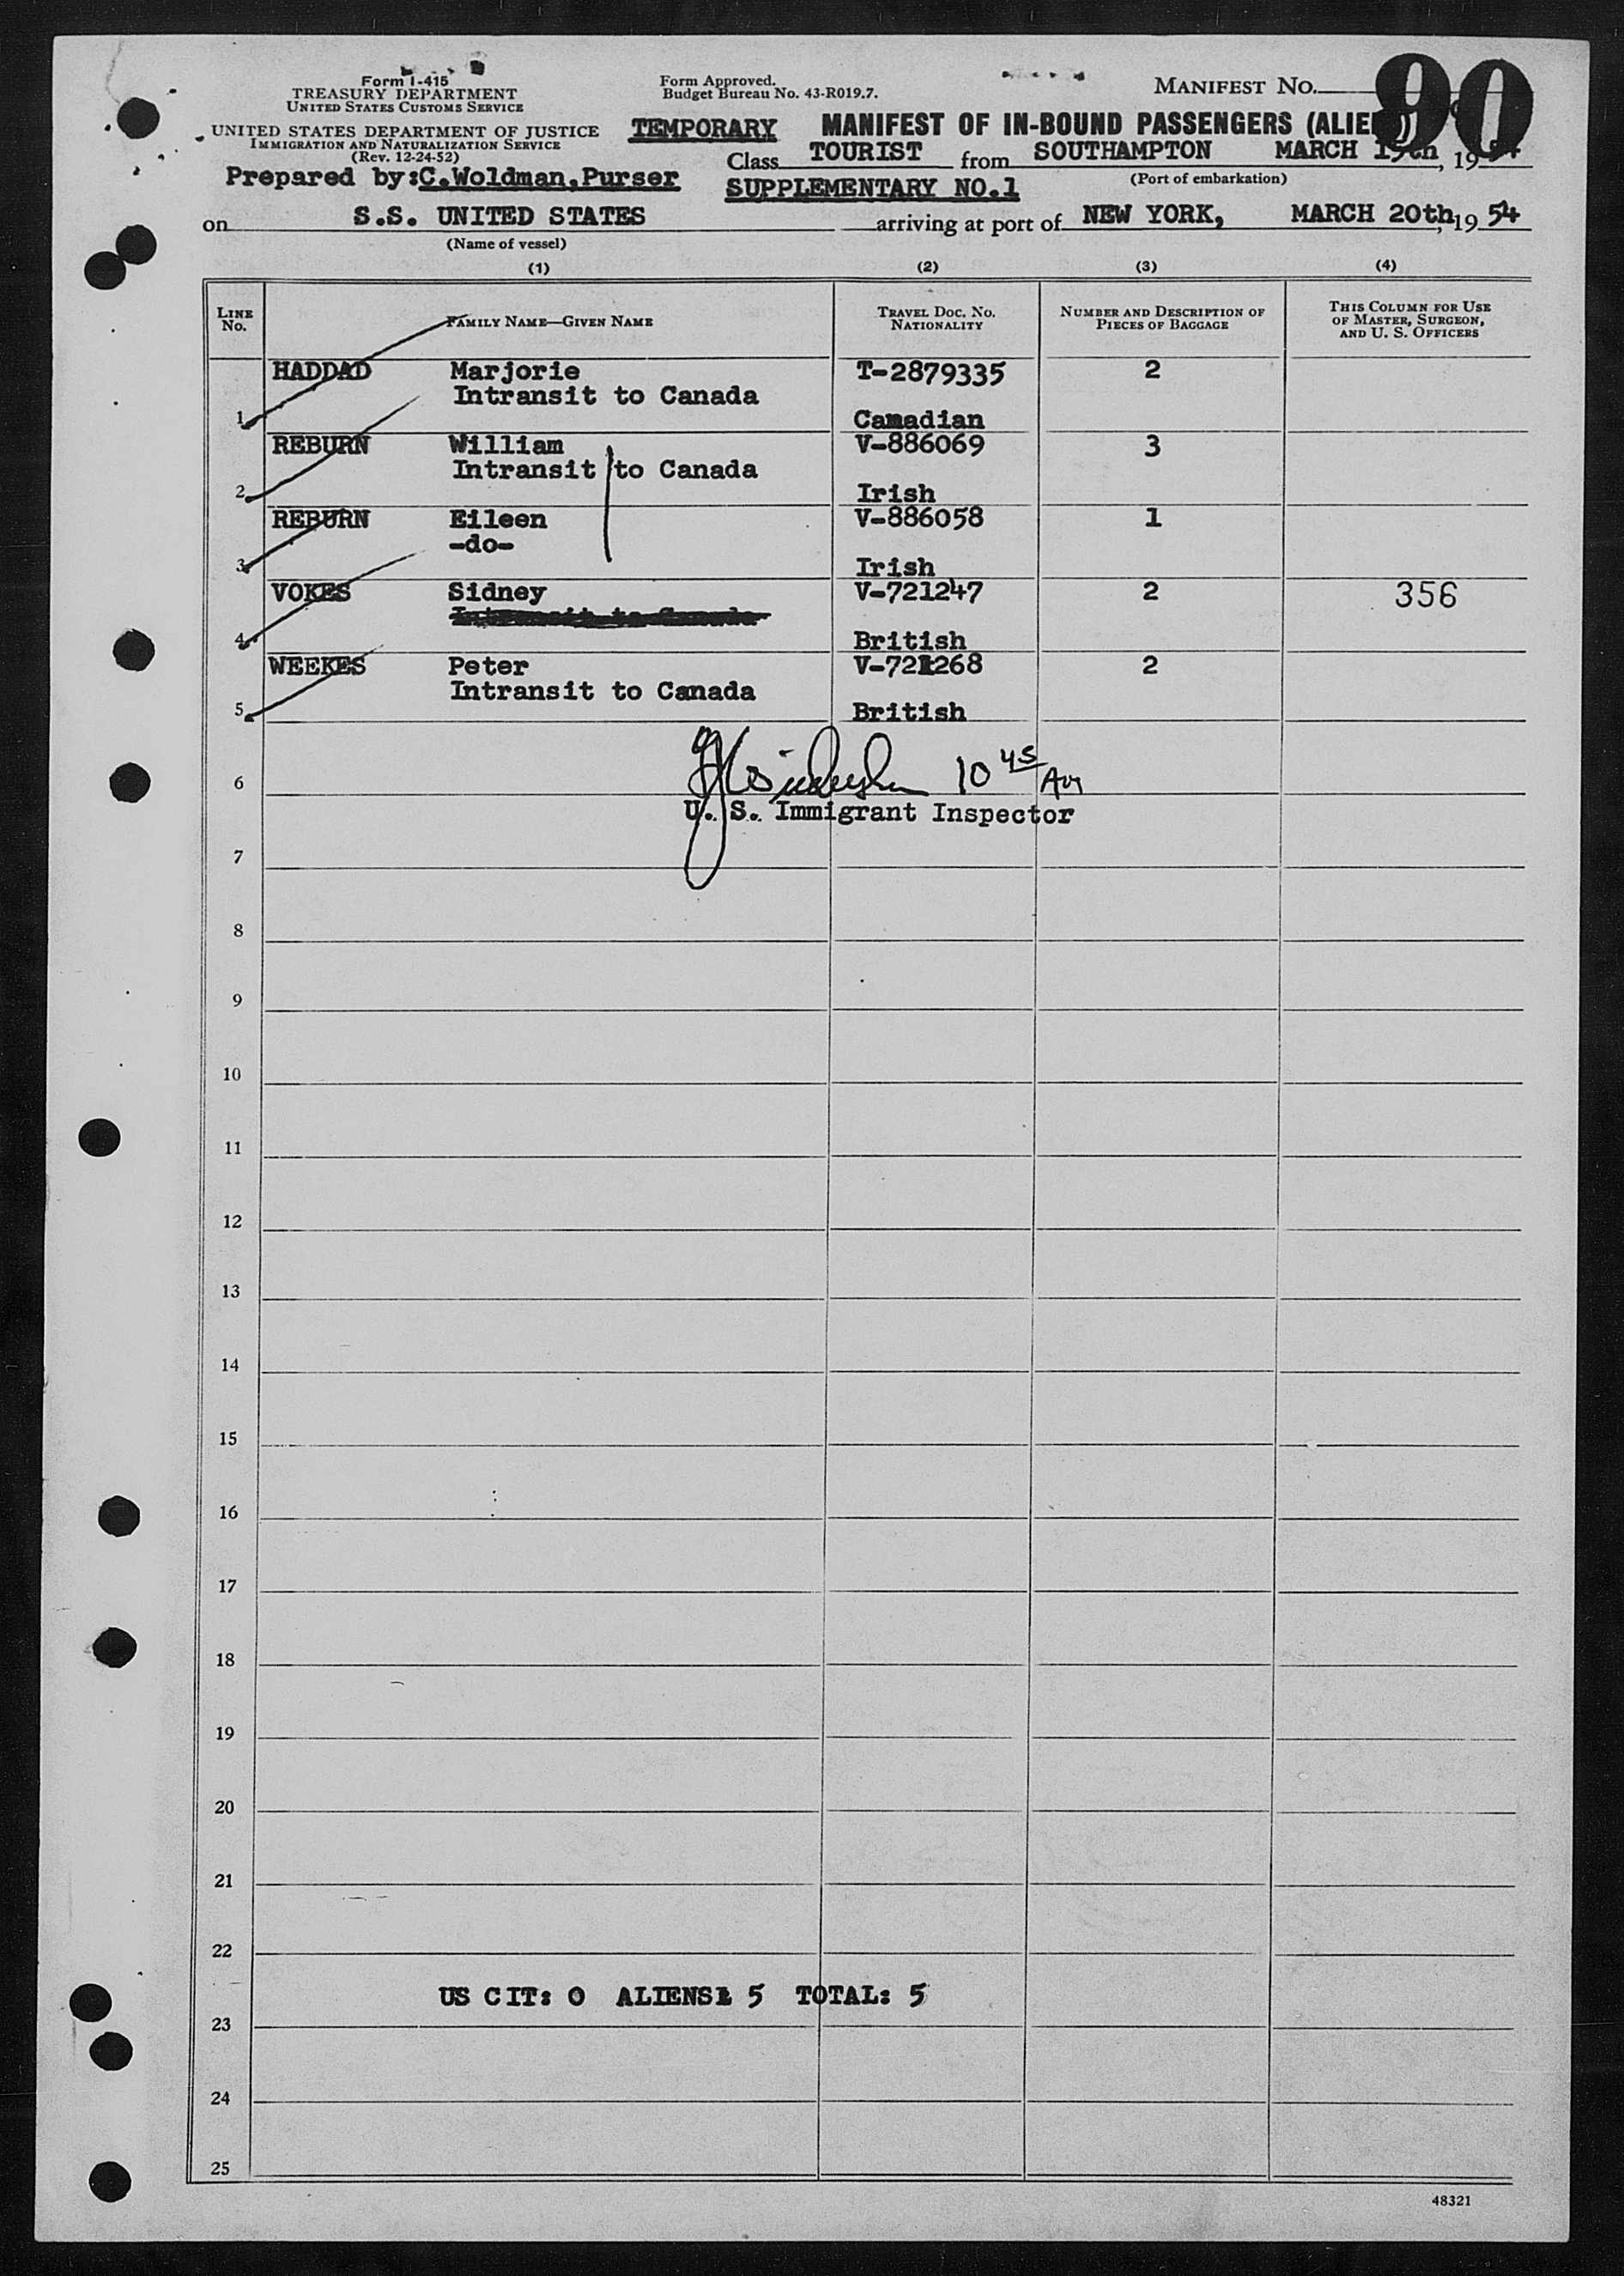 Form I-415
TREASURY DEPARTMENT
UNITED STATES CUSTOMS SERVICE
UNITED STATES DEPARTMENT OF JUSTICE
IMMIGRATION AND NATURALIZATION SERVICE
(Rev. 12-24-52)
Prepared by:C.Woldman,Purser
Form Approved.
Budget Bureau No. 43-R019.7.
MANIFEST No. 90
TEMPORARY MANIFEST OF IN-BOUND PASSENGERS (ALIEN
Class TOURIST from SOUTHAMPTON MARCH 15th, 1954
SUPPLEMENTARY NO.1 (Port of embarkation)
on S.S. UNITED STATES arriving at port of NEW YORK, MARCH 20th, 1954
(Name of vessel)
(1) (2) (3) (4)
LINE No. FAMILY NAME—GIVEN NAME TRAVEL DOC. NO. NATIONALITY NUMBER AND DESCRIPTION OF PIECES OF BAGGAGE THIS COLUMN FOR USE OF MASTER, SURGEON, AND U. S. OFFICERS
HADDAD Marjorie T-2879335 2
Intransit to Canada
1 Canadian
REBURN William V-886069 3
Intransit to Canada
2 Irish
REBURN Eileen V-886058 1
-do-
3 Irish
VOKES Sidney V-721247 2 356
Intransit to Canada
4 British
WEEKES Peter V-721268 2
Intransit to Canada
5 British
6 10 45 AM
U. S. Immigrant Inspector
7
8
9
10
11
12
13
14
15
16
17
18
19
20
21
22
US CIT: 0 ALIENS: 5 TOTAL: 5
23
24
25
48321